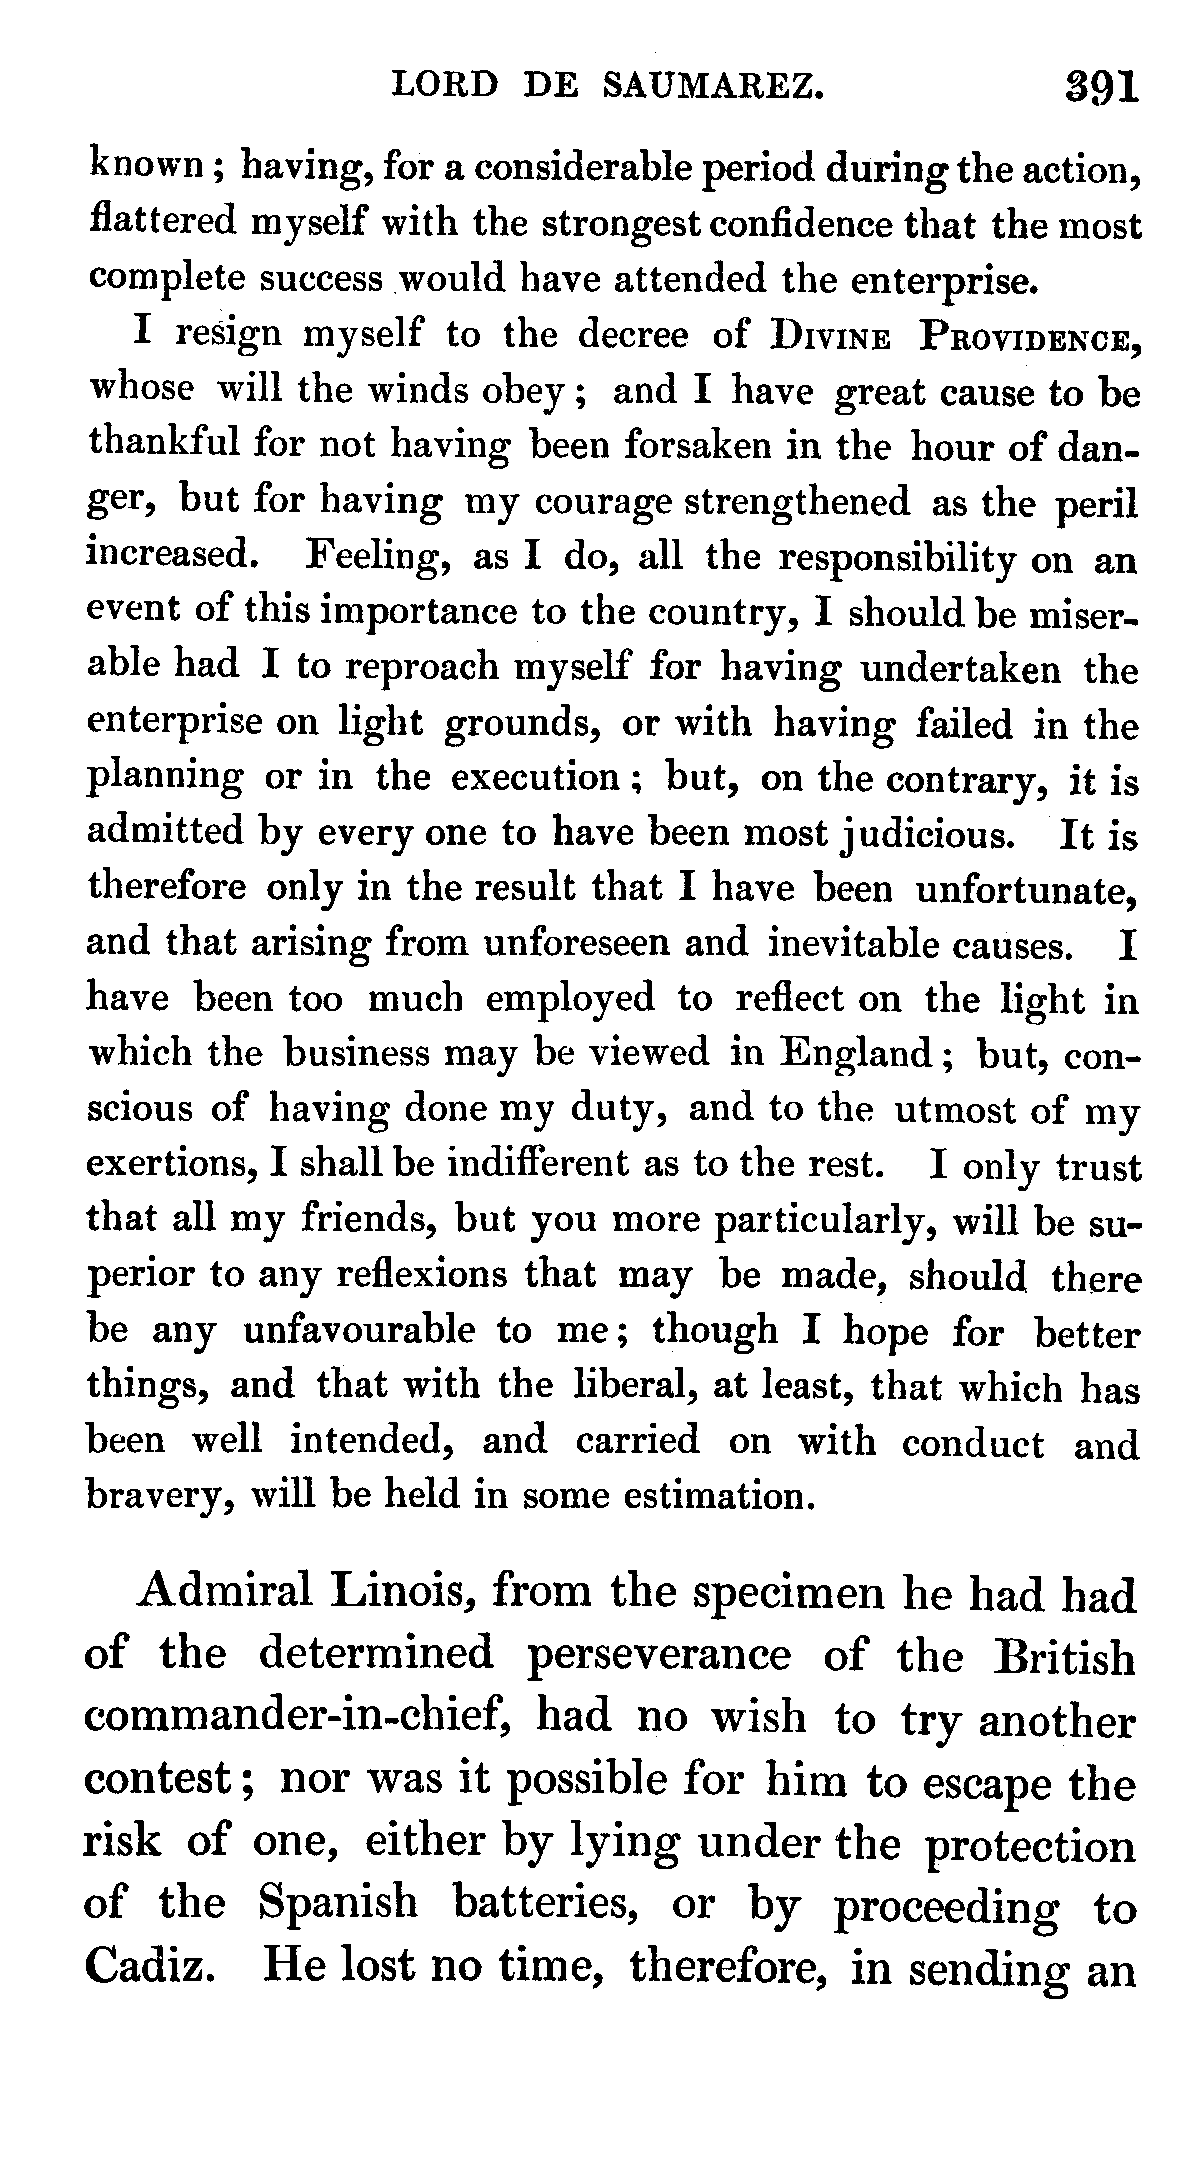 LORD DE SAUMAREZ. 391
known; having, for a considerable period during the action,
flattered myself with the strongest confidence that the most
complete success would have attended the enterprise.
I resign myself to the decree of DIVINE PROVIDENCE,
whose will the winds obey; and I have great cause to be
thankful for not having been forsaken in the hour of dan-
ger, but for having my courage strengthened as the peril
increased. Feeling, as I do, all the responsibility on an
event of this importance to the country, I should be miser-
able had I to reproach myself for having undertaken the
enterprise on light grounds, or with having failed in the
planning or in the execution; but, on the contrary, it is
admitted by every one to have been most judicious. It is
therefore only in the result that I have been unfortunate,
and that arising from unforeseen and inevitable causes. I
have been too much employed to reflect on the light in
which the business may be viewed in England; but, con-
scious of having done my duty, and to the utmost of my
exertions, I shall be indifferent as to the rest. I only trust
that all my friends, but you more particularly, will be su-
perior to any reflexions that may be made, should there
be any unfavourable to me; though I hope for better
things, and that with the liberal, at least, that which has
been well intended, and carried on with conduct and
bravery, will be held in some estimation.
Admiral Linois, from the specimen he had had
of the determined perseverance of the British
commander-in-chief, had no wish to try another
contest; nor was it possible for him to escape the
risk of one, either by lying under the protection
of the Spanish batteries, or by proceeding to
Cadiz. He lost no time, therefore, in sending an